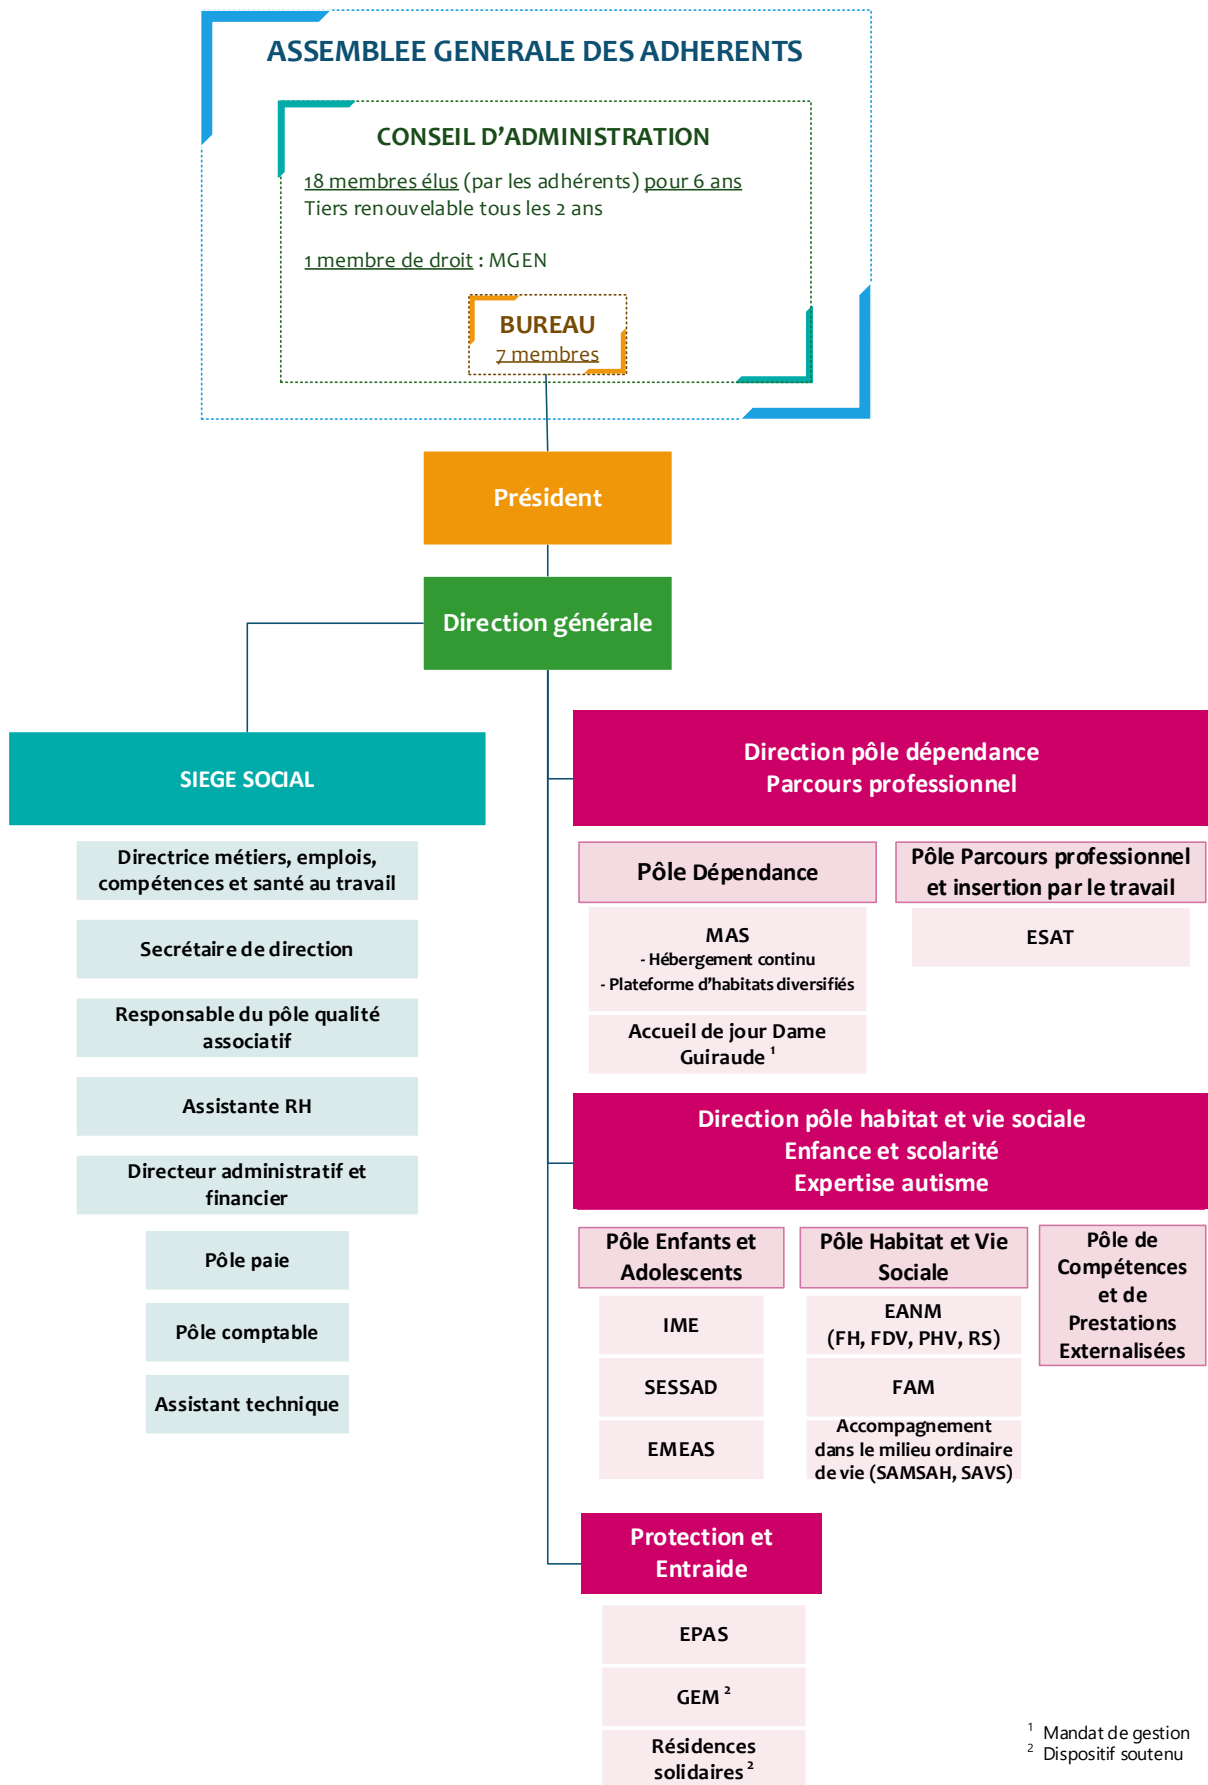 ASSEMBLEE GENERALE DES ADHERENTS
CONSEIL D'ADMINISTRATION
18 membres élus (par les adhérents) pour 6 ans
Tiers renouvelable tous les 2 ans
1 membre de droit : MGEN
BUREAU
7 membres
Président
Direction générale
SIEGE SOCIAL
Directrice métiers, emplois,
compétences et santé au travail
Secrétaire de direction
Responsable du pôle qualité
associatif
Assistante RH
Directeur administratif et
financier
Pôle paie
Pôle comptable
Assistant technique
Direction pôle dépendance
Parcours professionnel
Pôle Dépendance
MAS
- Hébergement continu
- Plateforme d'habitats diversifiés
Accueil de jour Dame
Guiraude ¹
Pôle Parcours professionnel
et insertion par le travail
ESAT
Direction pôle habitat et vie sociale
Enfance et scolarité
Expertise autisme
Pôle Enfants et
Adolescents
IME
SESSAD
EMEAS
Pôle Habitat et Vie
Sociale
EANM
(FH, FDV, PHV, RS)
FAM
Accompagnement
dans le milieu ordinaire
de vie (SAMSAH, SAVS)
Pôle de
Compétences
et de
Prestations
Externalisées
Protection et
Entraide
EPAS
GEM ²
Résidences
solidaires ²
¹ Mandat de gestion
² Dispositif soutenu